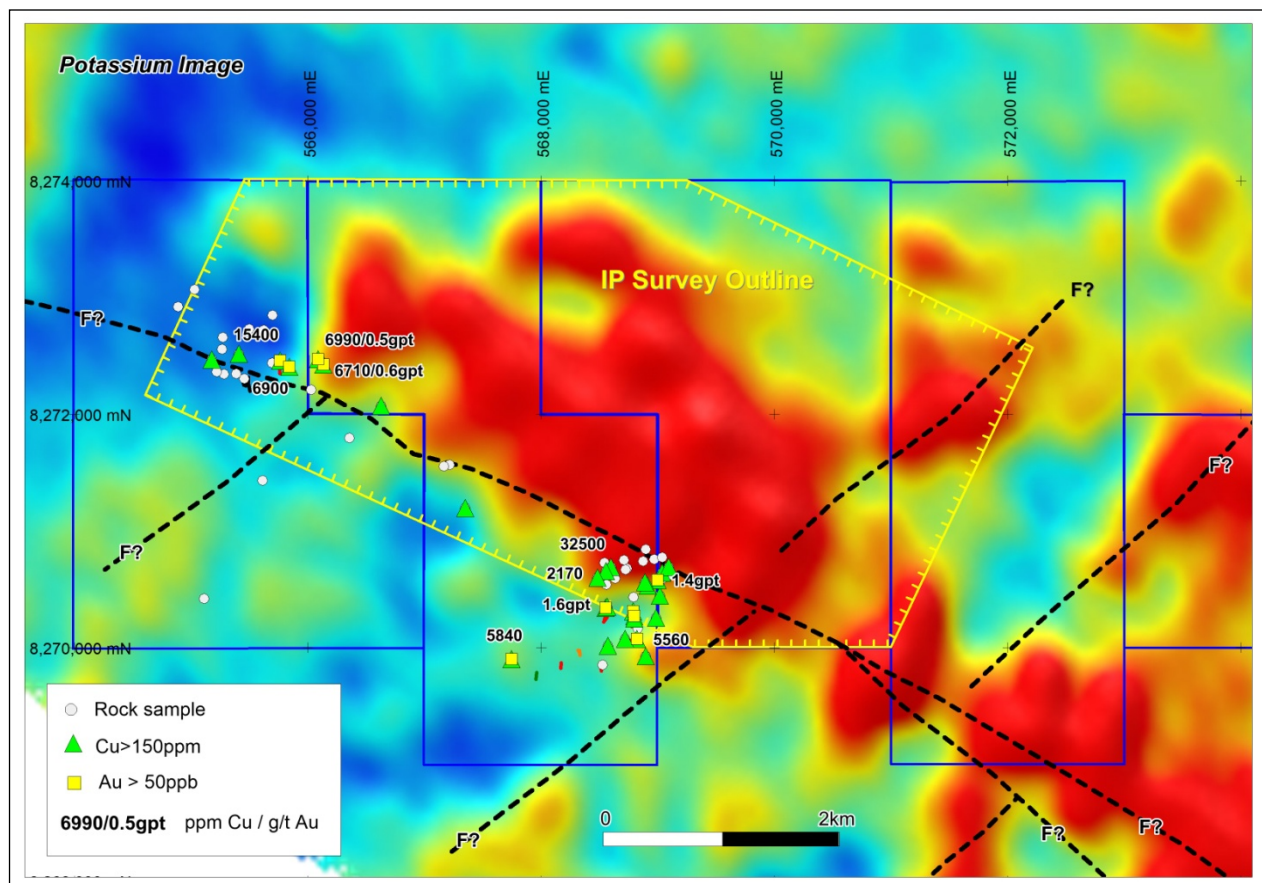 Potassium Image
566,000 mE
568,000 mE
570,000 mE
572,000 mE
8,274,000 mN
IP Survey Outline
F?
F?
15400
6990/0.5gpt
6710/0.6gpt
16900
8,272,000 mN
F?
F?
32500
2170
1.4gpt
1.6gpt
5840
5560
8,270,000 mN
Rock sample
Cu>150ppm
Au > 50ppb
6990/0.5gpt ppm Cu / g/t Au
0
2km
F?
F?
F?